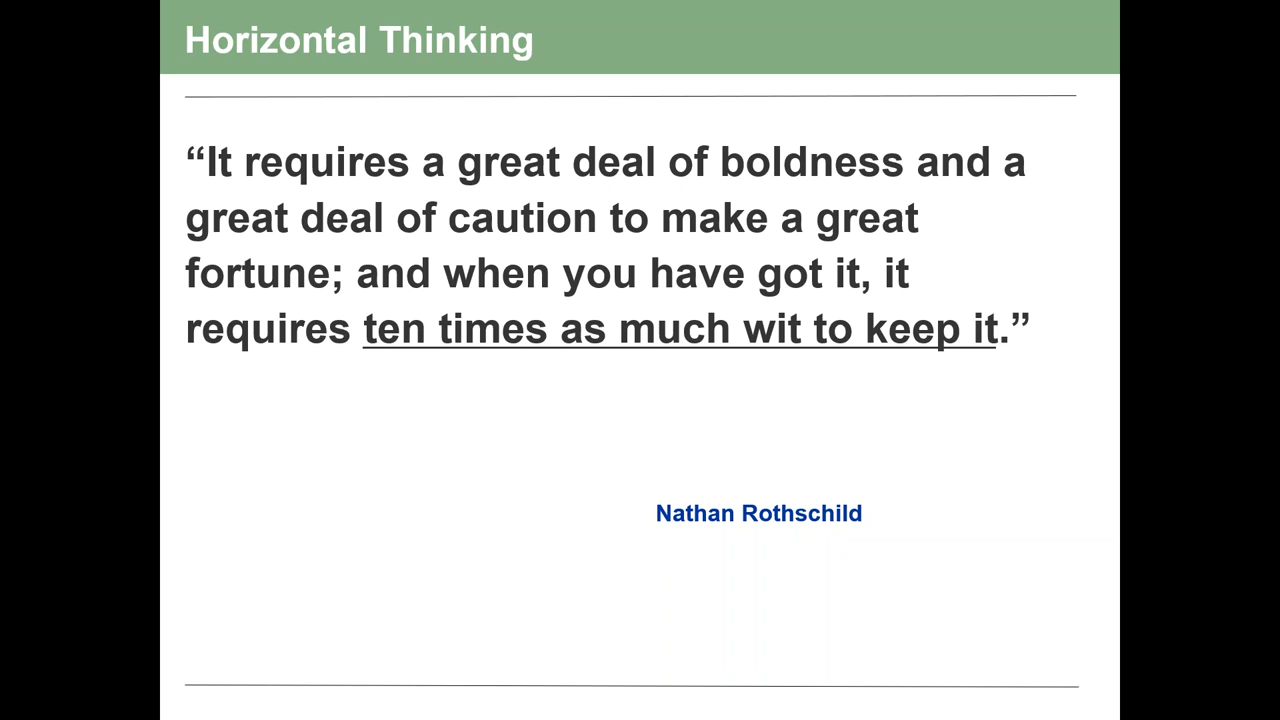 Horizontal Thinking
“It requires a great deal of boldness and a
great deal of caution to make a great
fortune; and when you have got it, it
requires ten times as much wit to keep it.”
Nathan Rothschild